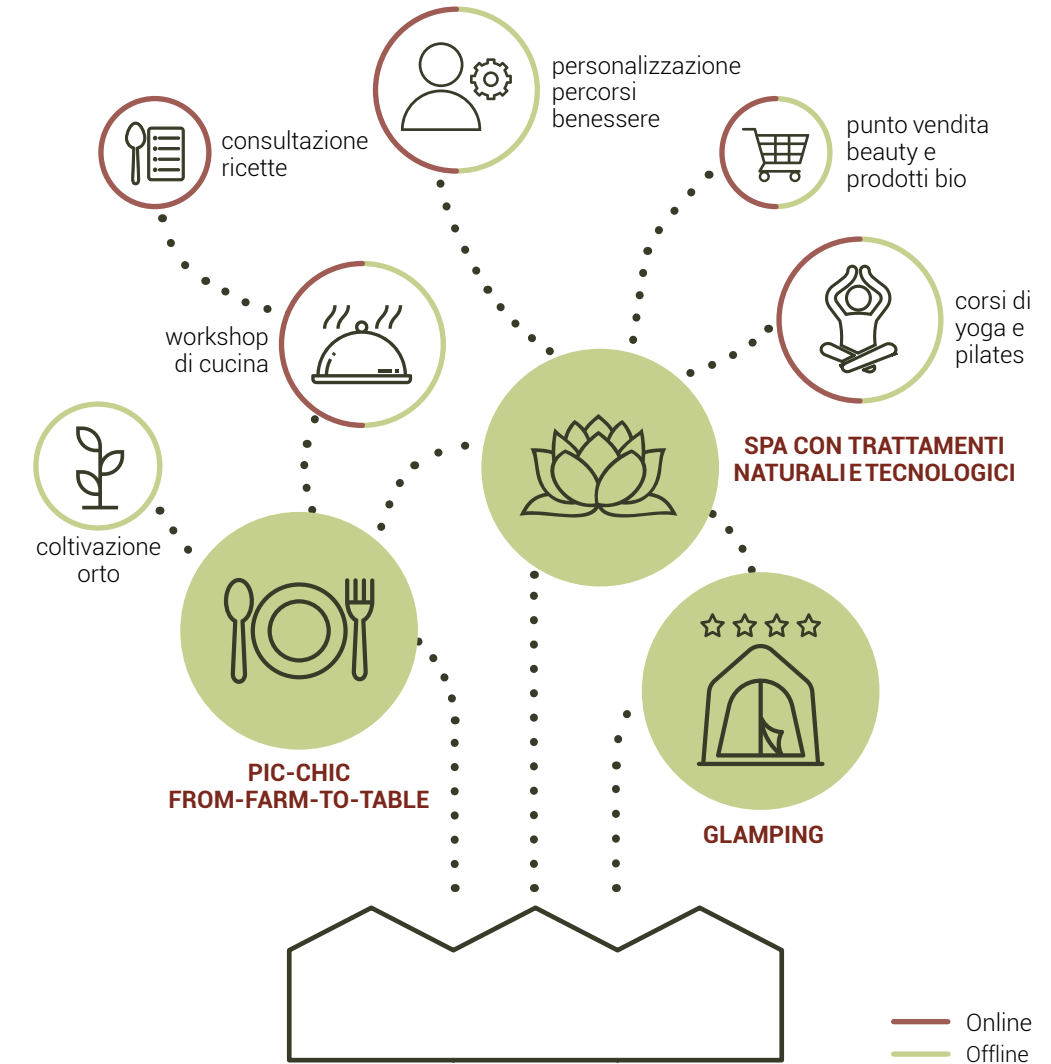 personalizzazione
percorsi
benessere
punto vendita
beauty e
prodotti bio
consultazione
ricette
corsi di
yoga e
pilates
workshop
di cucina
SPA CON TRATTAMENTI
NATURALI E TECNOLOGICI
coltivazione
orto
PIC-CHIC
FROM-FARM-TO-TABLE
GLAMPING
Online
Offline